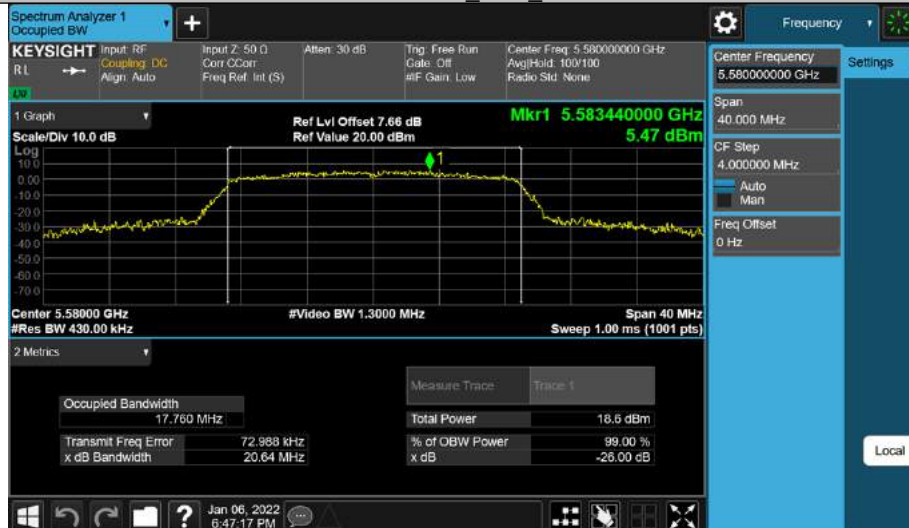 Spectrum Analyzer 1
Occupied BW
Frequency
KEYSIGHT
Input: RF
Input Z: 50 Ω
Atten: 30 dB
Trig: Free Run
Center Freq: 5.580000000 GHz
RL
Coupling: DC
Corr CCorr
Gate: Off
Avg|Hold: 100/100
Align: Auto
Freq Ref: Int (S)
#IF Gain: Low
Radio Std: None
Center Frequency
5.580000000 GHz
Settings
Span
40.000 MHz
CF Step
4.000000 MHz
Auto
Man
Freq Offset
0 Hz
Local
1 Graph
Ref Lvl Offset 7.66 dB
Mkr1 5.583440000 GHz
Scale/Div 10.0 dB
Ref Value 20.00 dBm
5.47 dBm
Log
10.0
0.00
-10.0
-20.0
-30.0
-40.0
-50.0
-60.0
-70.0
1
Center 5.58000 GHz
#Video BW 1.3000 MHz
Span 40 MHz
#Res BW 430.00 kHz
Sweep 1.00 ms (1001 pts)
2 Metrics
Measure Trace
Trace 1
Occupied Bandwidth
17.760 MHz
Total Power
18.6 dBm
Transmit Freq Error
72.988 kHz
% of OBW Power
99.00 %
x dB Bandwidth
20.64 MHz
x dB
-26.00 dB
?
Jan 06, 2022
6:47:17 PM